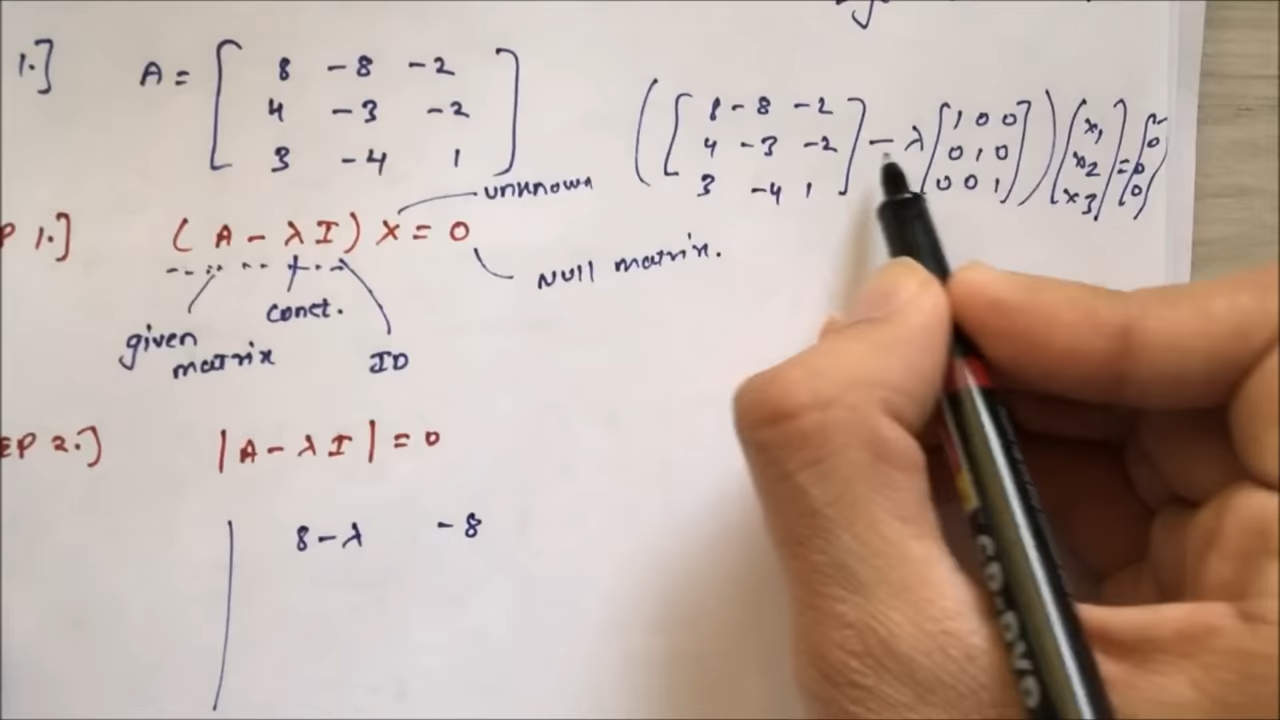 1.] A = [ 8 -8 -2
4 -3 -2
3 -4 1 ]
( [ 8 -8 -2
4 -3 -2
3 -4 1 ] - λ [ 1 0 0
0 1 0
0 0 1 ] ) [ x1
x2
x3 ] = [ 0
0
0 ]
P 1.] (A - λI) X = 0
unknown
Null matrix.
given matrix
const.
ID
EP 2.] |A - λI| = 0
8-λ -8